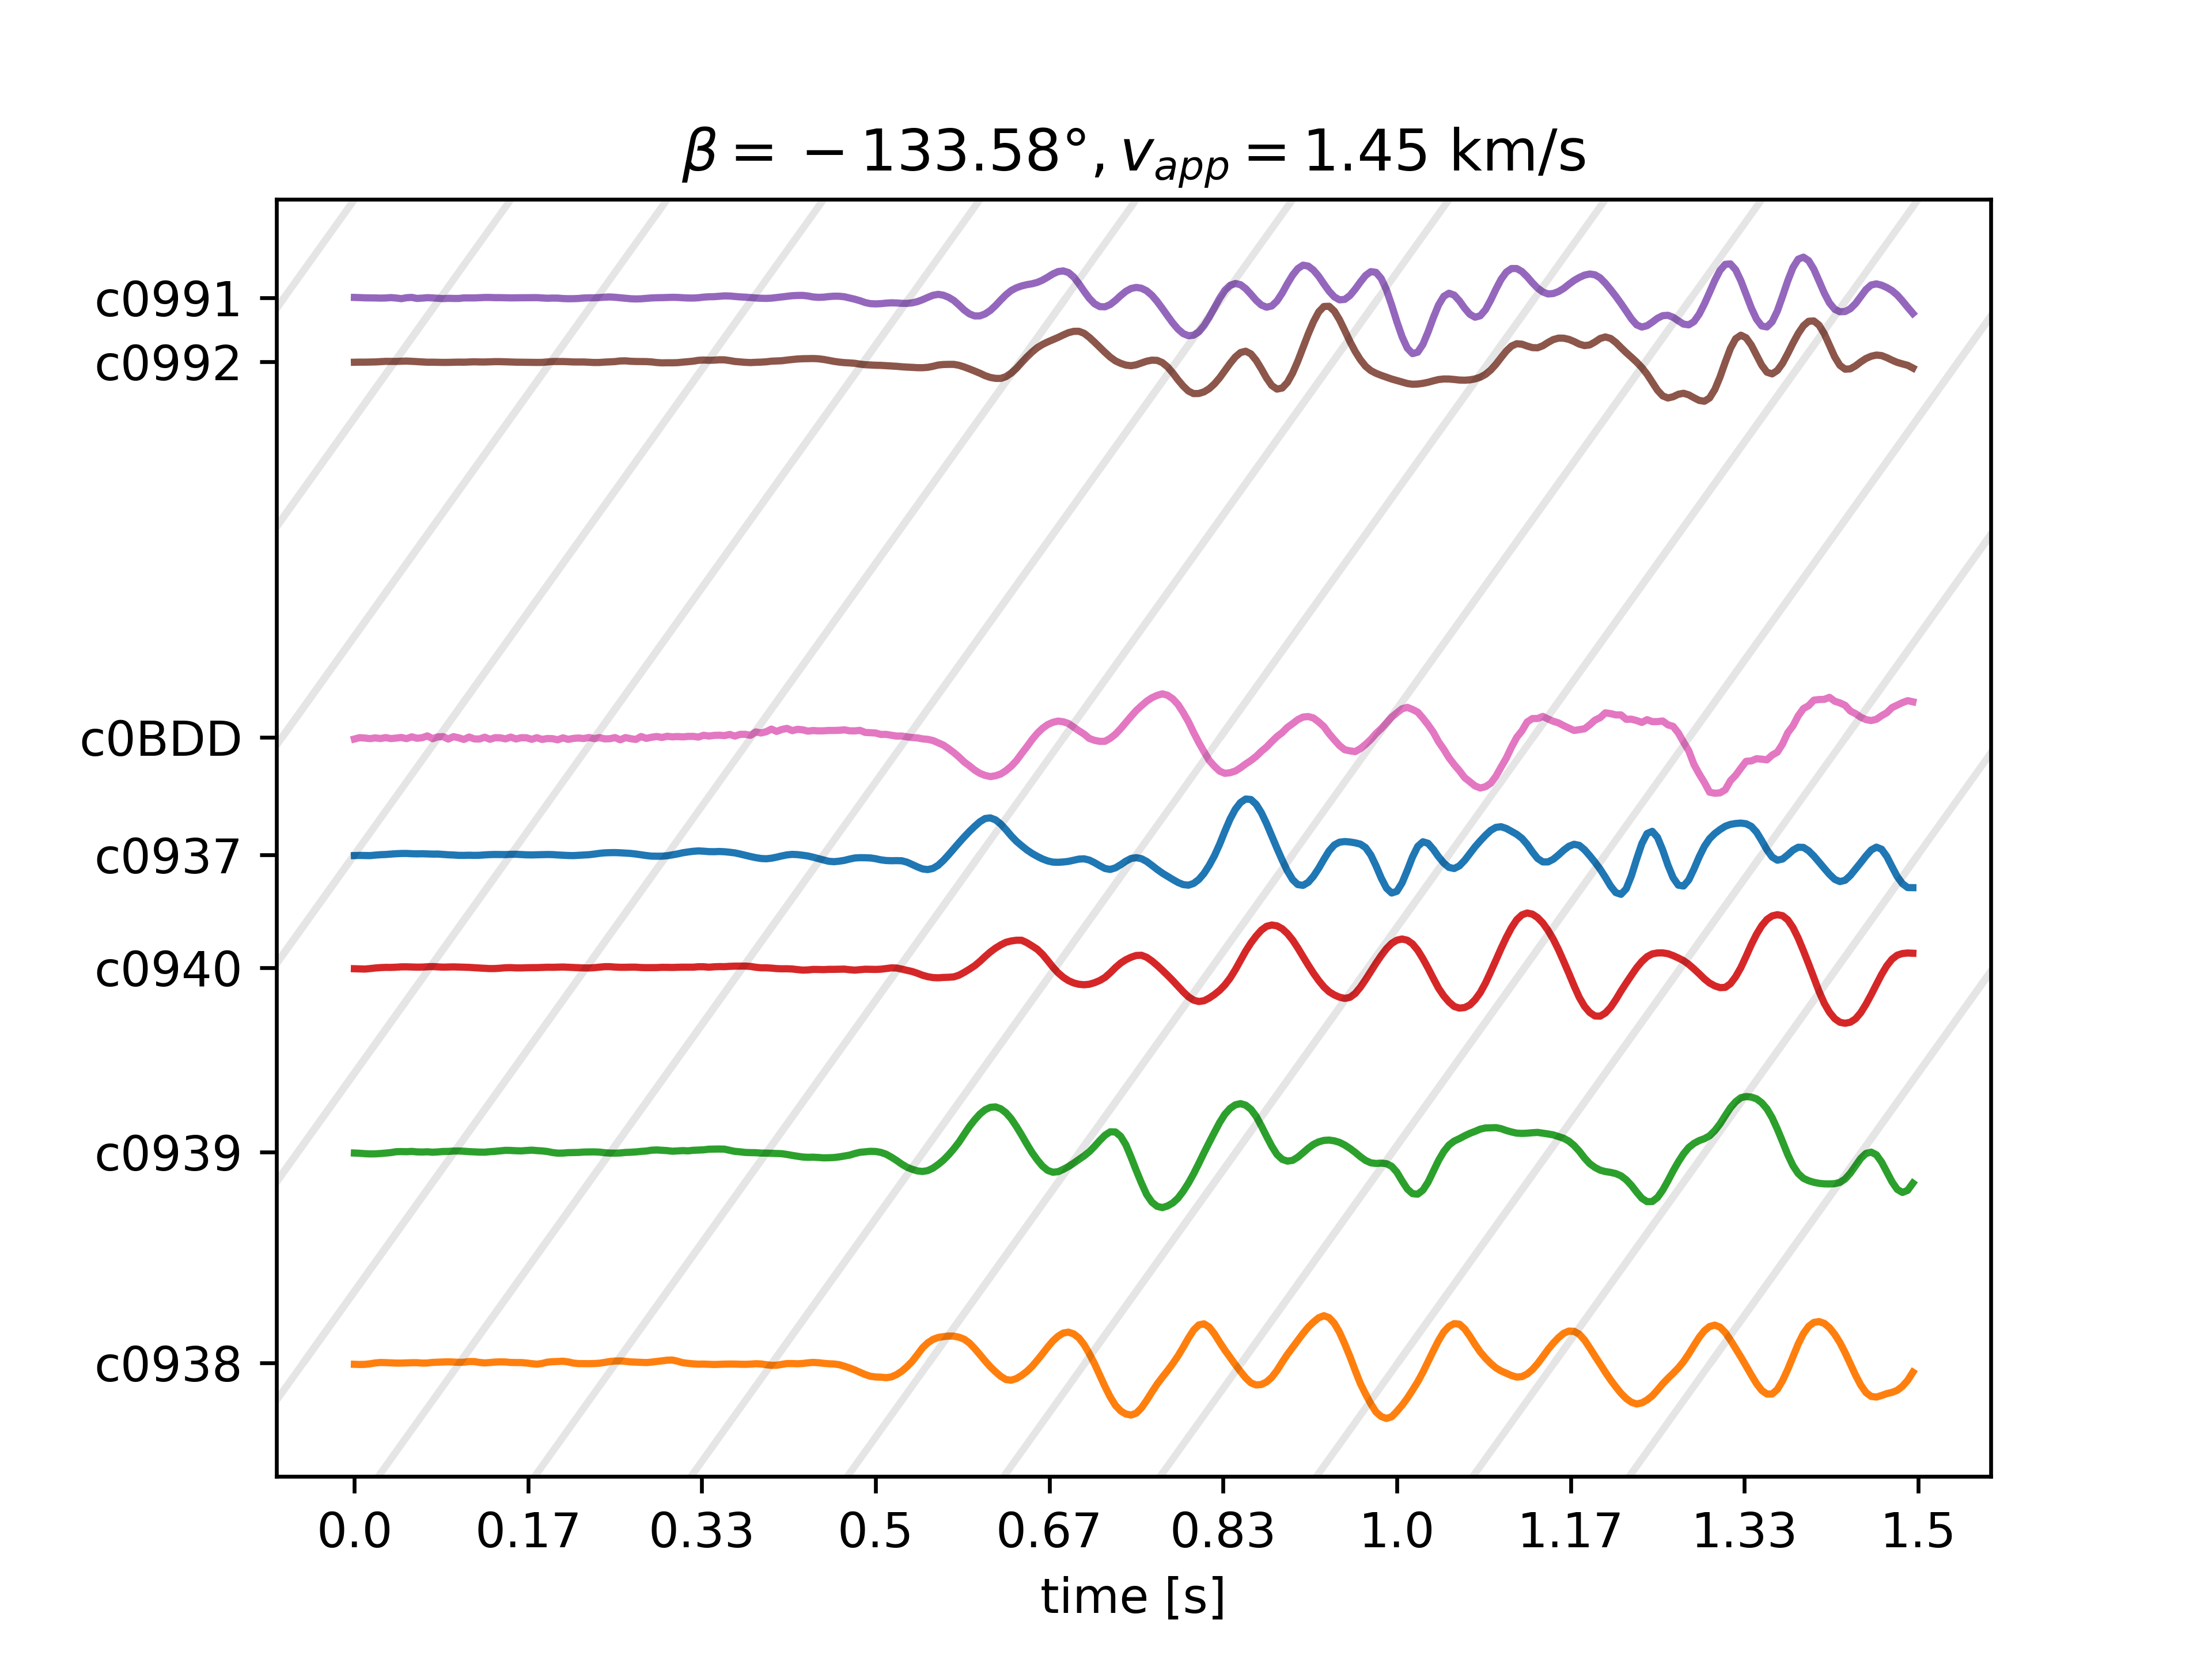 β = −133.58°, v_app = 1.45 km/s
c0991
c0992
c0BDD
c0937
c0940
c0939
c0938
0.0 0.17 0.33 0.5 0.67 0.83 1.0 1.17 1.33 1.5
time [s]